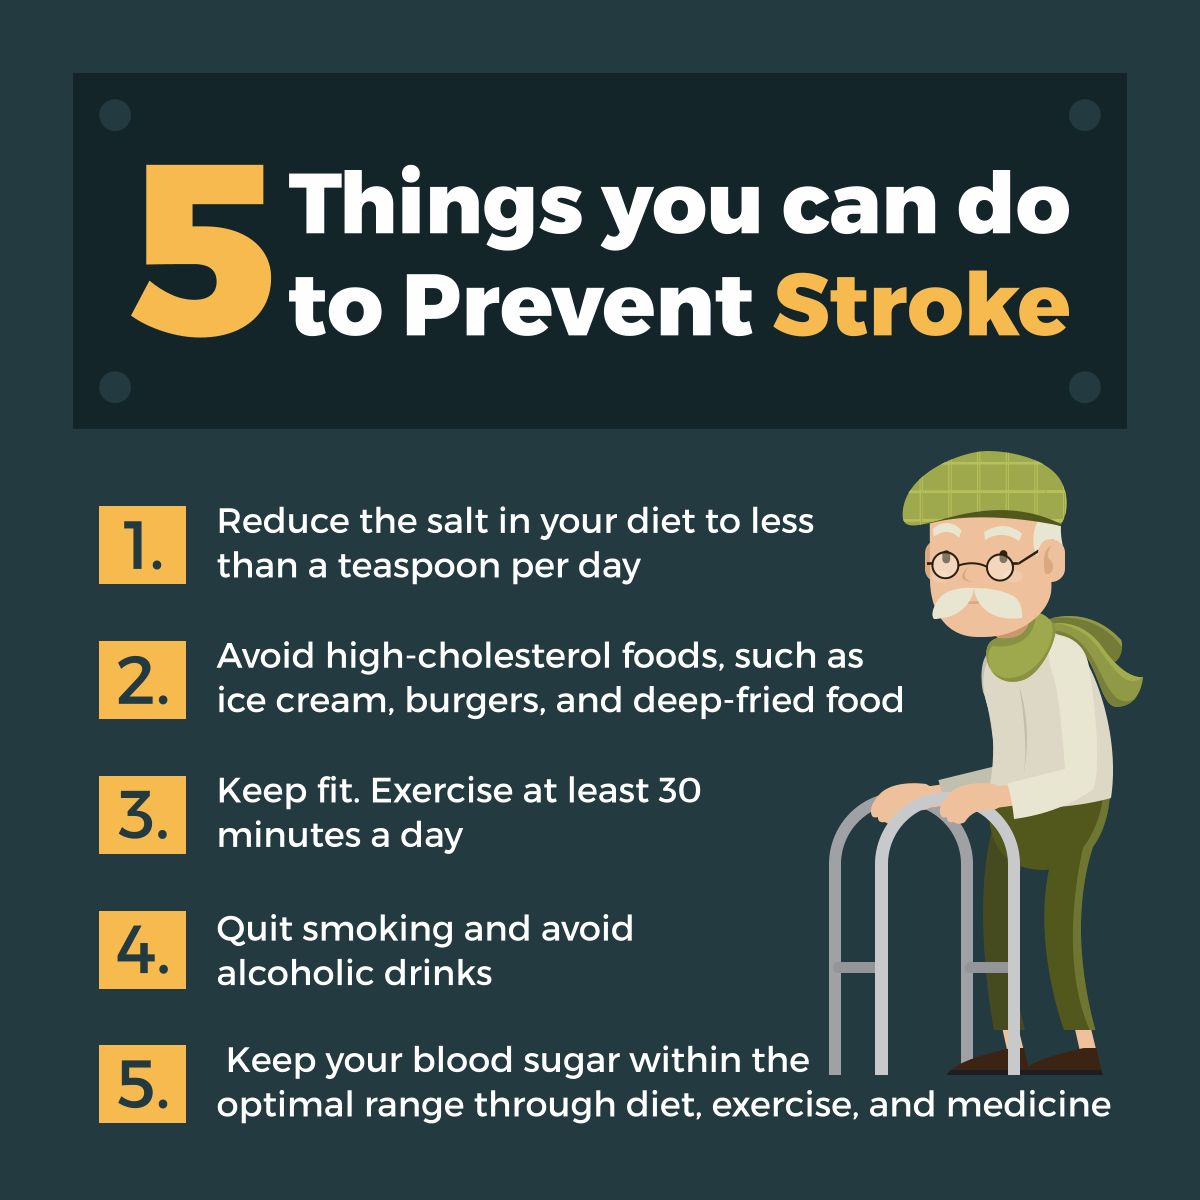 5 Things you can do
to Prevent Stroke
1. Reduce the salt in your diet to less
than a teaspoon per day
2. Avoid high-cholesterol foods, such as
ice cream, burgers, and deep-fried food
3. Keep fit. Exercise at least 30
minutes a day
4. Quit smoking and avoid
alcoholic drinks
5. Keep your blood sugar within the
optimal range through diet, exercise, and medicine